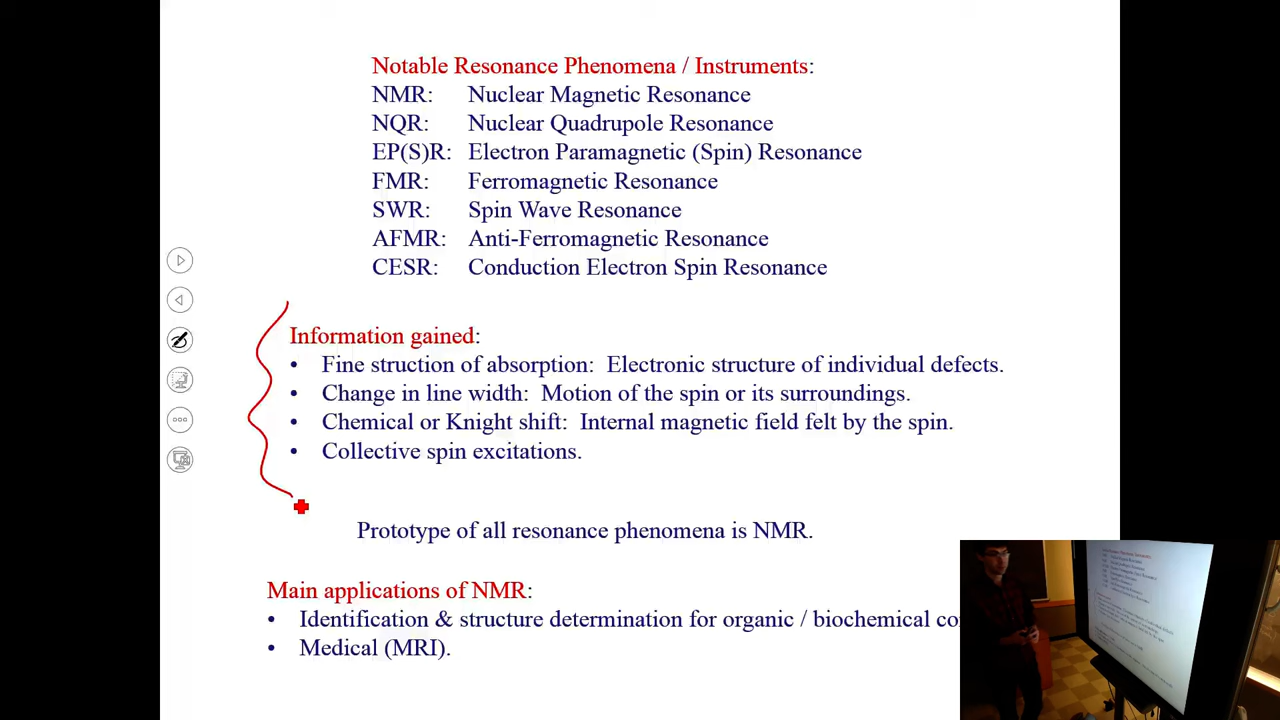 Notable Resonance Phenomena / Instruments:
NMR: Nuclear Magnetic Resonance
NQR: Nuclear Quadrupole Resonance
EP(S)R: Electron Paramagnetic (Spin) Resonance
FMR: Ferromagnetic Resonance
SWR: Spin Wave Resonance
AFMR: Anti-Ferromagnetic Resonance
CESR: Conduction Electron Spin Resonance
Information gained:
• Fine struction of absorption: Electronic structure of individual defects.
• Change in line width: Motion of the spin or its surroundings.
• Chemical or Knight shift: Internal magnetic field felt by the spin.
• Collective spin excitations.
Prototype of all resonance phenomena is NMR.
Main applications of NMR:
• Identification & structure determination for organic / biochemical
• Medical (MRI).